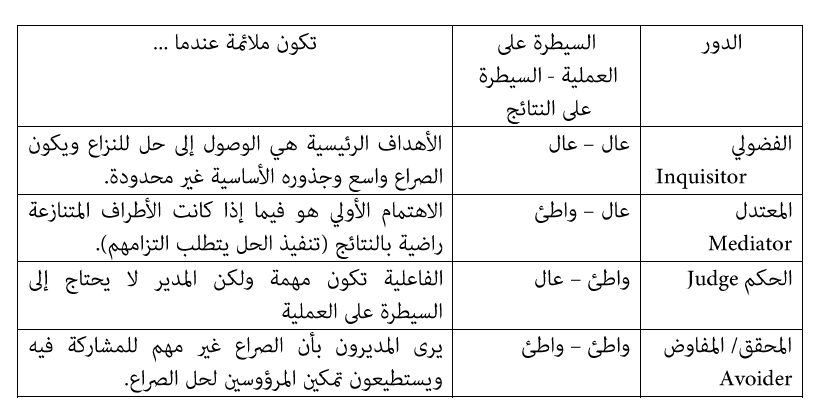 الدور
السيطرة على
العملية - السيطرة
على النتائج
تكون ملائمة عندما ...
الفضولي
Inquisitor
عال – عال
الأهداف الرئيسية هي الوصول إلى حل للنزاع ويكون
الصراع واسع وجذوره الأساسية غير محدودة.
المعتدل
Mediator
عال – واطئ
الاهتمام الأولي هو فيما إذا كانت الأطراف المتنازعة
راضية بالنتائج (تنفيذ الحل يتطلب التزامهم).
الحكم Judge
واطئ – عال
الفاعلية تكون مهمة ولكن المدير لا يحتاج إلى
السيطرة على العملية
المحقق/ المفاوض
Avoider
واطئ – واطئ
يرى المديرون بأن الصراع غير مهم للمشاركة فيه
ويستطيعون تمكين المرؤوسين لحل الصراع.